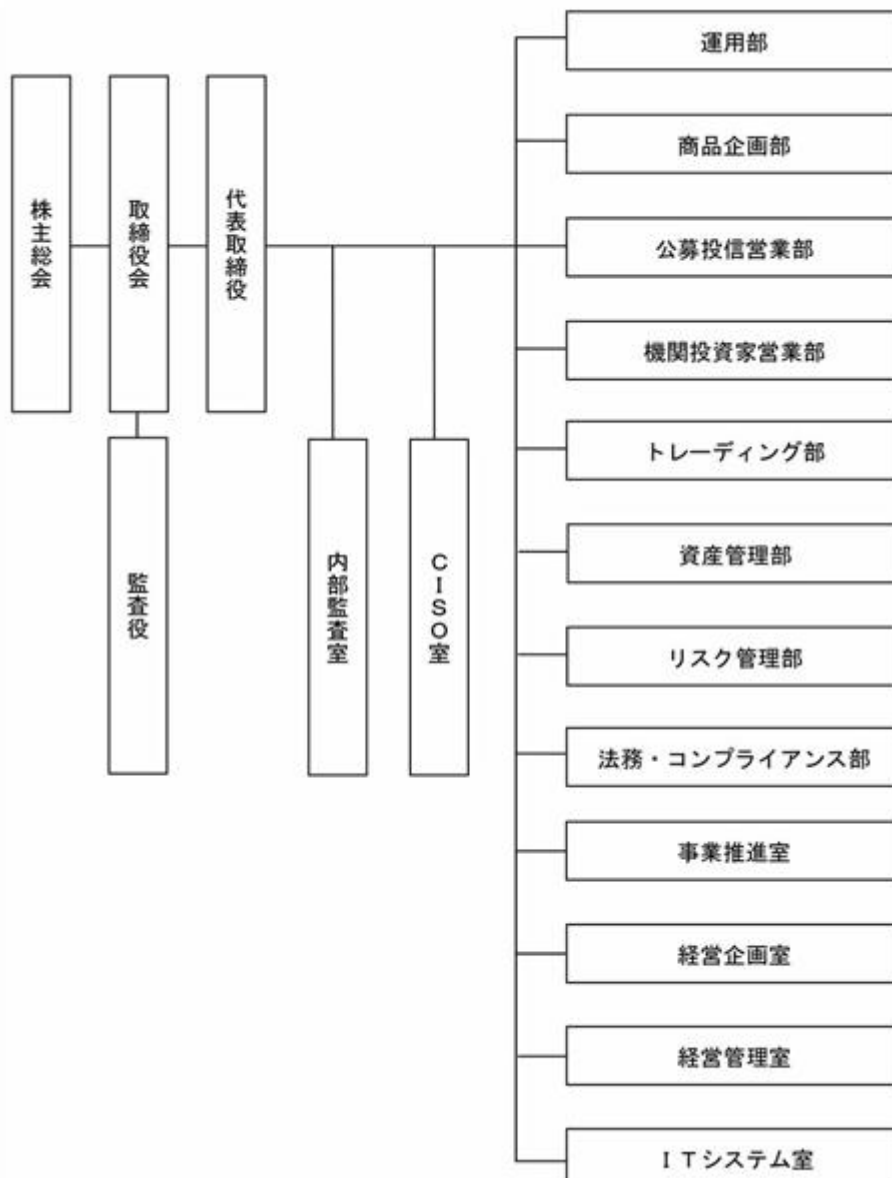 株主総会
取締役会
代表取締役
監査役
内部監査室
ＣＩＳＯ室
運用部
商品企画部
公募投信営業部
機関投資家営業部
トレーディング部
資産管理部
リスク管理部
法務・コンプライアンス部
事業推進室
経営企画室
経営管理室
ＩＴシステム室